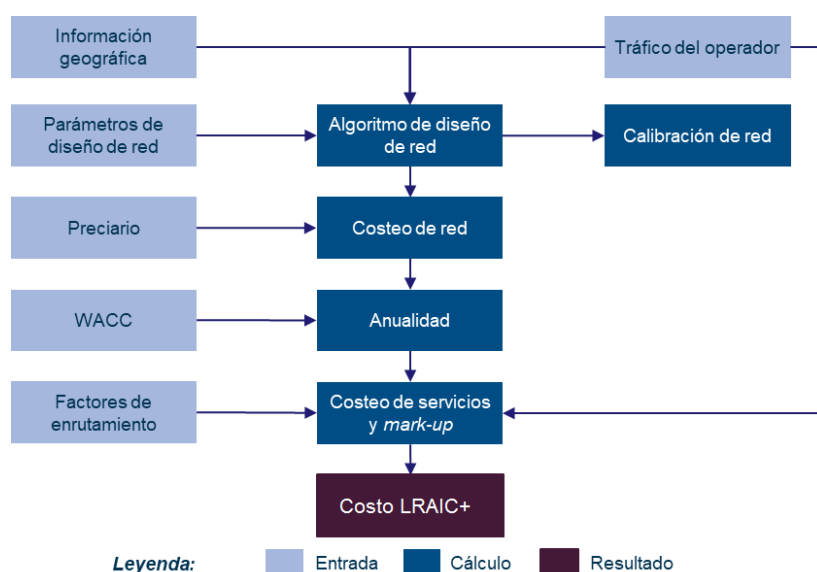 Información
geográfica
Tráfico del operador
Parámetros de
diseño de red
Algoritmo de diseño
de red
Calibración de red
Preciario
Costeo de red
WACC
Anualidad
Factores de
enrutamiento
Costeo de servicios
y mark-up
Costo LRAIC+
Leyenda:
Entrada
Cálculo
Resultado